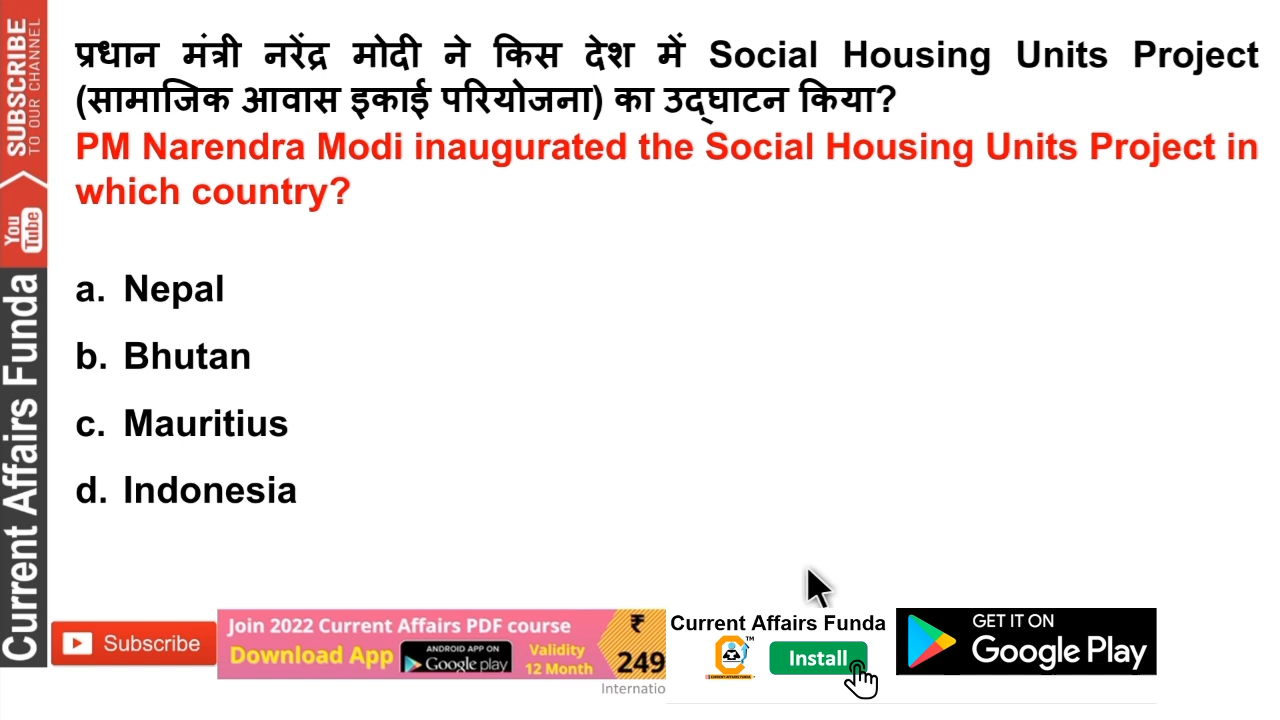 प्रधान मंत्री नरेंद्र मोदी ने किस देश में Social Housing Units Project
(सामाजिक आवास इकाई परियोजना) का उद्घाटन किया?
PM Narendra Modi inaugurated the Social Housing Units Project in
which country?
a. Nepal
b. Bhutan
c. Mauritius
d. Indonesia
SUBSCRIBE
TO OUR CHANNEL
You
Tube
Current Affairs Funda
Subscribe
Join 2022 Current Affairs PDF course
Download App
ANDROID APP ON
Google play
Validity
12 Month
₹
249
Internatio
Current Affairs Funda
Install
GET IT ON
Google Play